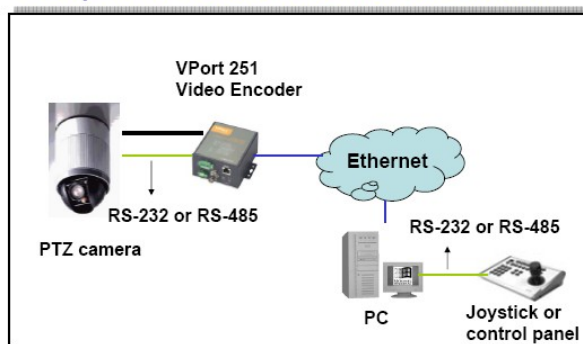 VPort 251
Video Encoder
Ethernet
RS-232 or RS-485
PTZ camera
RS-232 or RS-485
PC
Joystick or
control panel